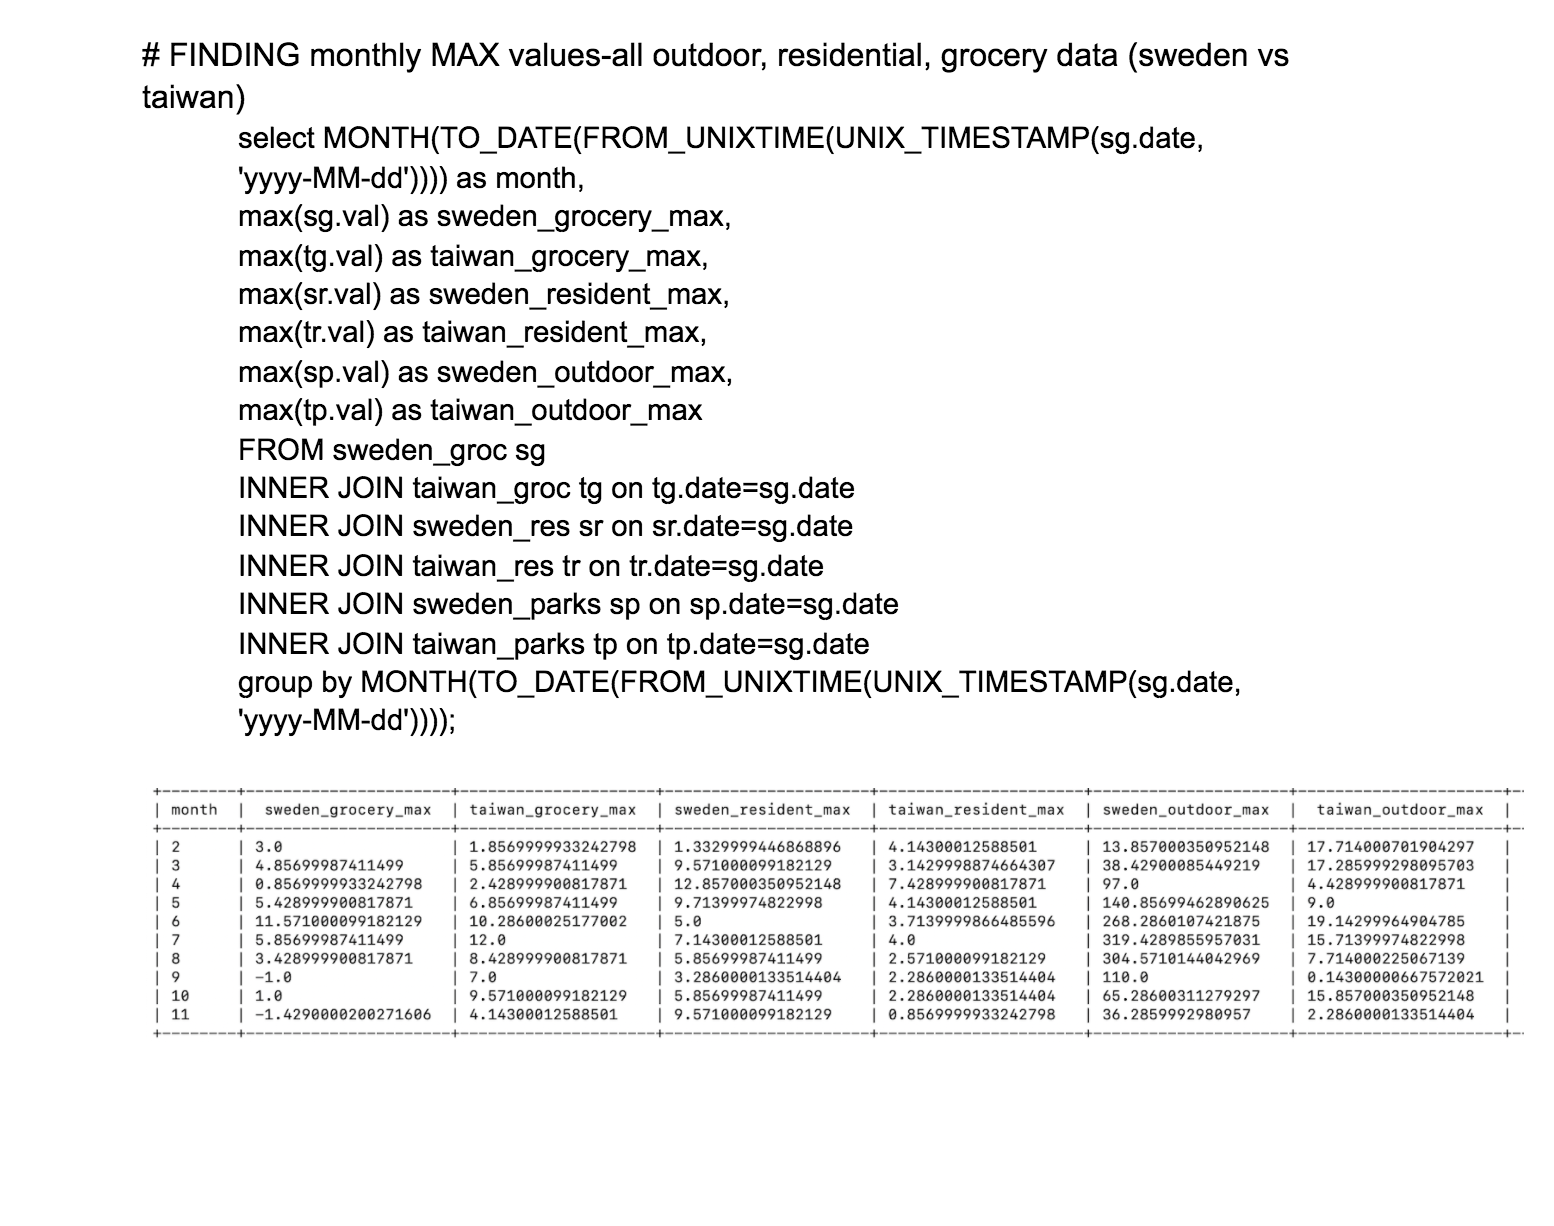 # FINDING monthly MAX values-all outdoor, residential, grocery data (sweden vs
taiwan)
select MONTH(TO_DATE(FROM_UNIXTIME(UNIX_TIMESTAMP(sg.date,
'yyyy-MM-dd')))) as month,
max(sg.val) as sweden_grocery_max,
max(tg.val) as taiwan_grocery_max,
max(sr.val) as sweden_resident_max,
max(tr.val) as taiwan_resident_max,
max(sp.val) as sweden_outdoor_max,
max(tp.val) as taiwan_outdoor_max
FROM sweden_groc sg
INNER JOIN taiwan_groc tg on tg.date=sg.date
INNER JOIN sweden_res sr on sr.date=sg.date
INNER JOIN taiwan_res tr on tr.date=sg.date
INNER JOIN sweden_parks sp on sp.date=sg.date
INNER JOIN taiwan_parks tp on tp.date=sg.date
group by MONTH(TO_DATE(FROM_UNIXTIME(UNIX_TIMESTAMP(sg.date,
'yyyy-MM-dd'))));
| month | sweden_grocery_max | taiwan_grocery_max | sweden_resident_max | taiwan_resident_max | sweden_outdoor_max | taiwan_outdoor_max |
| 2 | 3.0 | 1.8569999933242798 | 1.3329999446868896 | 4.14300012588501 | 13.857000350952148 | 17.714000701904297 |
| 3 | 4.85699987411499 | 5.85699987411499 | 9.571000099182129 | 3.1429998874664307 | 38.42900085449219 | 17.285999298095703 |
| 4 | 0.8569999933242798 | 2.428999900817871 | 12.857000350952148 | 7.428999900817871 | 97.0 | 4.428999900817871 |
| 5 | 5.428999900817871 | 6.85699987411499 | 9.71399974822998 | 4.14300012588501 | 140.85699462890625 | 9.0 |
| 6 | 11.571000099182129 | 10.28600025177002 | 5.0 | 3.7139999866485596 | 268.2860107421875 | 19.14299964904785 |
| 7 | 5.85699987411499 | 12.0 | 7.14300012588501 | 4.0 | 319.4289855957031 | 15.71399974822998 |
| 8 | 3.428999900817871 | 8.428999900817871 | 5.85699987411499 | 2.571000099182129 | 304.5710144042969 | 7.714000225067139 |
| 9 | -1.0 | 7.0 | 3.2860000133514404 | 2.2860000133514404 | 110.0 | 0.14300000667572021 |
| 10 | 1.0 | 9.571000099182129 | 5.85699987411499 | 2.2860000133514404 | 65.28600311279297 | 15.857000350952148 |
| 11 | -1.4290000200271606 | 4.14300012588501 | 9.571000099182129 | 0.8569999933242798 | 36.2859992980957 | 2.2860000133514404 |